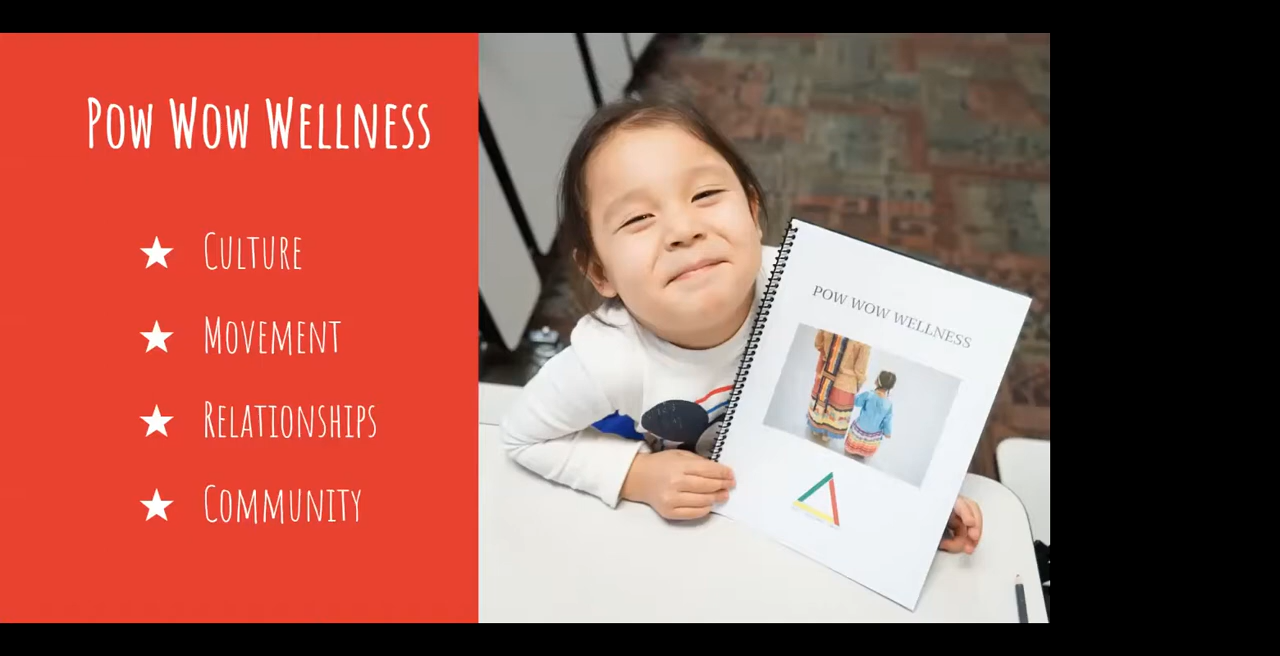 Pow Wow Wellness
★ Culture
★ Movement
★ Relationships
★ Community
POW WOW WELLNESS